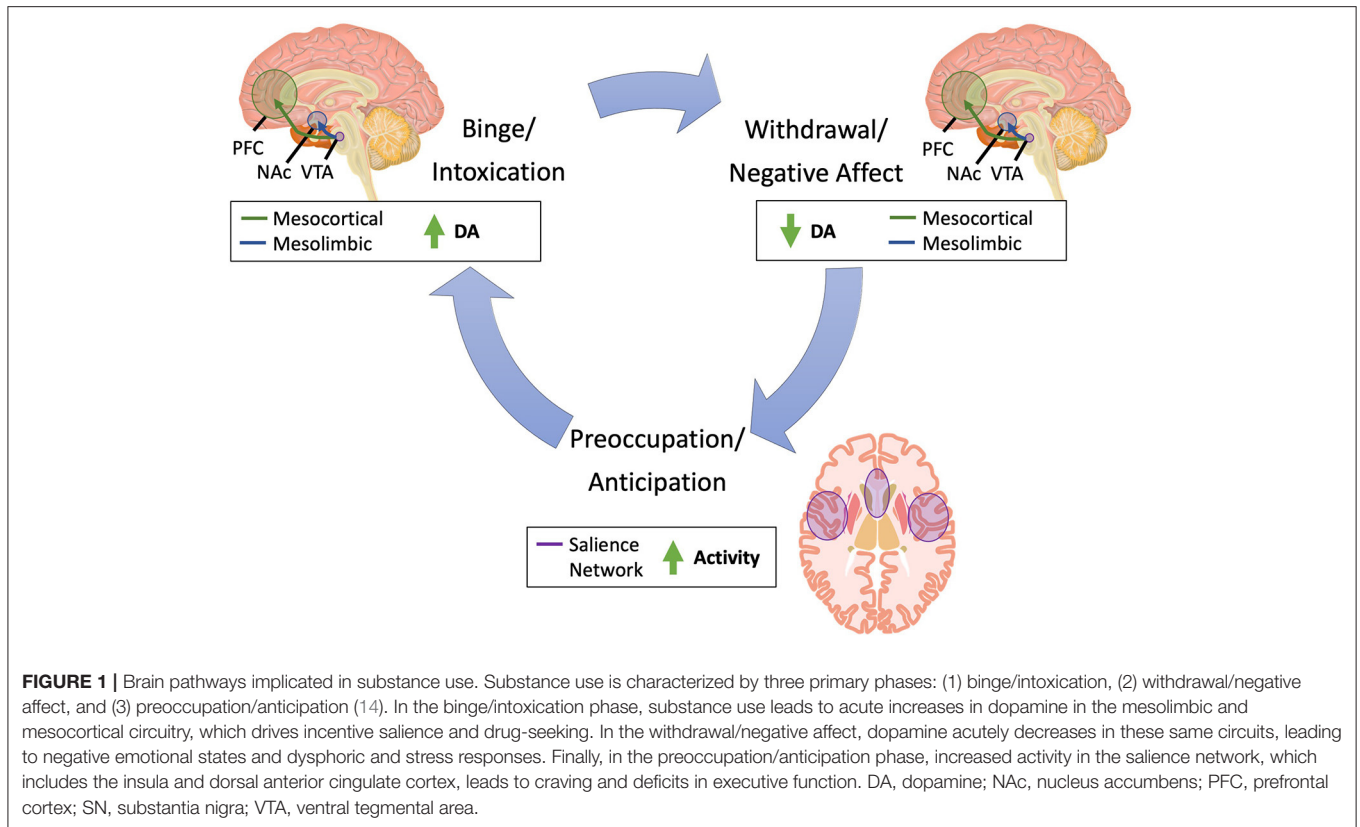 Binge/
Intoxication
PFC
NAc VTA
Mesocortical
Mesolimbic
DA
Withdrawal/
Negative Affect
PFC
NAc VTA
DA
Mesocortical
Mesolimbic
Preoccupation/
Anticipation
Salience
Network
Activity
FIGURE 1 | Brain pathways implicated in substance use. Substance use is characterized by three primary phases: (1) binge/intoxication, (2) withdrawal/negative
affect, and (3) preoccupation/anticipation (14). In the binge/intoxication phase, substance use leads to acute increases in dopamine in the mesolimbic and
mesocortical circuitry, which drives incentive salience and drug-seeking. In the withdrawal/negative affect, dopamine acutely decreases in these same circuits, leading
to negative emotional states and dysphoric and stress responses. Finally, in the preoccupation/anticipation phase, increased activity in the salience network, which
includes the insula and dorsal anterior cingulate cortex, leads to craving and deficits in executive function. DA, dopamine; NAc, nucleus accumbens; PFC, prefrontal
cortex; SN, substantia nigra; VTA, ventral tegmental area.